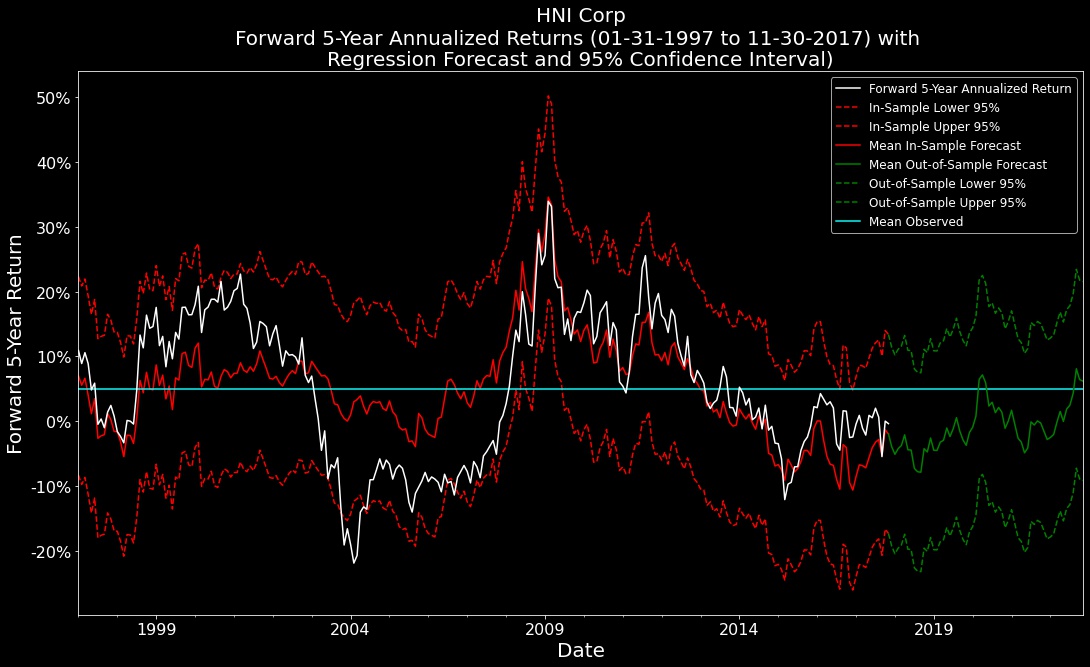 HNI Corp
Forward 5-Year Annualized Returns (01-31-1997 to 11-30-2017) with
Regression Forecast and 95% Confidence Interval)
Forward 5-Year Annualized Return
In-Sample Lower 95%
In-Sample Upper 95%
Mean In-Sample Forecast
Mean Out-of-Sample Forecast
Out-of-Sample Lower 95%
Out-of-Sample Upper 95%
Mean Observed
Forward 5-Year Return
50%
40%
30%
20%
10%
0%
-10%
-20%
1999 2004 2009 2014 2019
Date